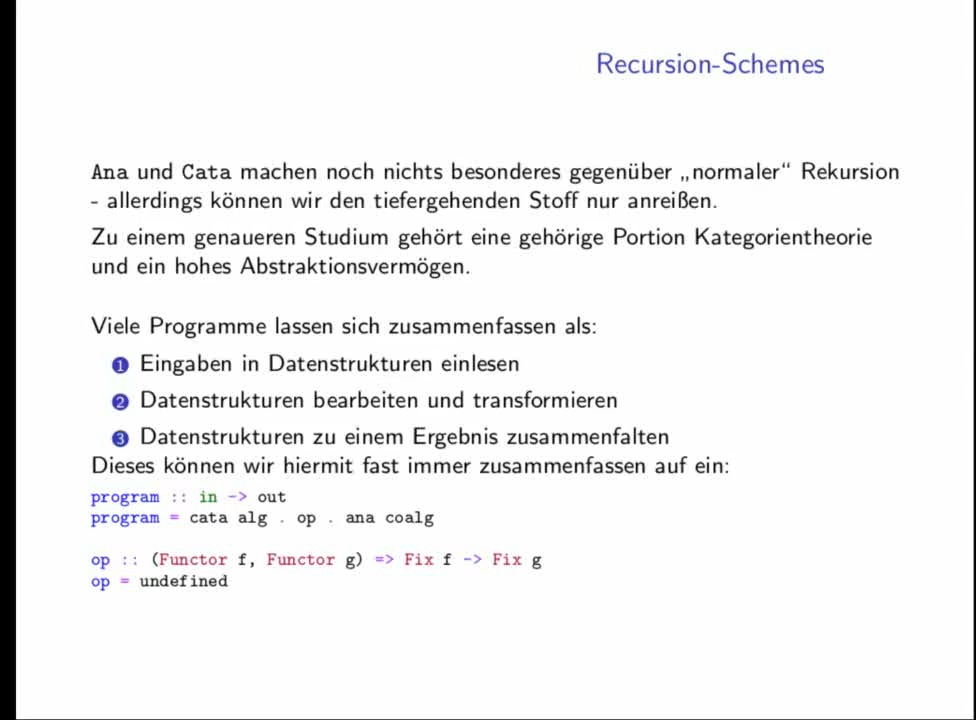 Recursion-Schemes
Ana und Cata machen noch nichts besonderes gegenüber „normaler“ Rekursion
- allerdings können wir den tiefergehenden Stoff nur anreißen.
Zu einem genaueren Studium gehört eine gehörige Portion Kategorientheorie
und ein hohes Abstraktionsvermögen.
Viele Programme lassen sich zusammenfassen als:
1 Eingaben in Datenstrukturen einlesen
2 Datenstrukturen bearbeiten und transformieren
3 Datenstrukturen zu einem Ergebnis zusammenfalten
Dieses können wir hiermit fast immer zusammenfassen auf ein:
program :: in -> out
program = cata alg . op . ana coalg
op :: (Functor f, Functor g) => Fix f -> Fix g
op = undefined